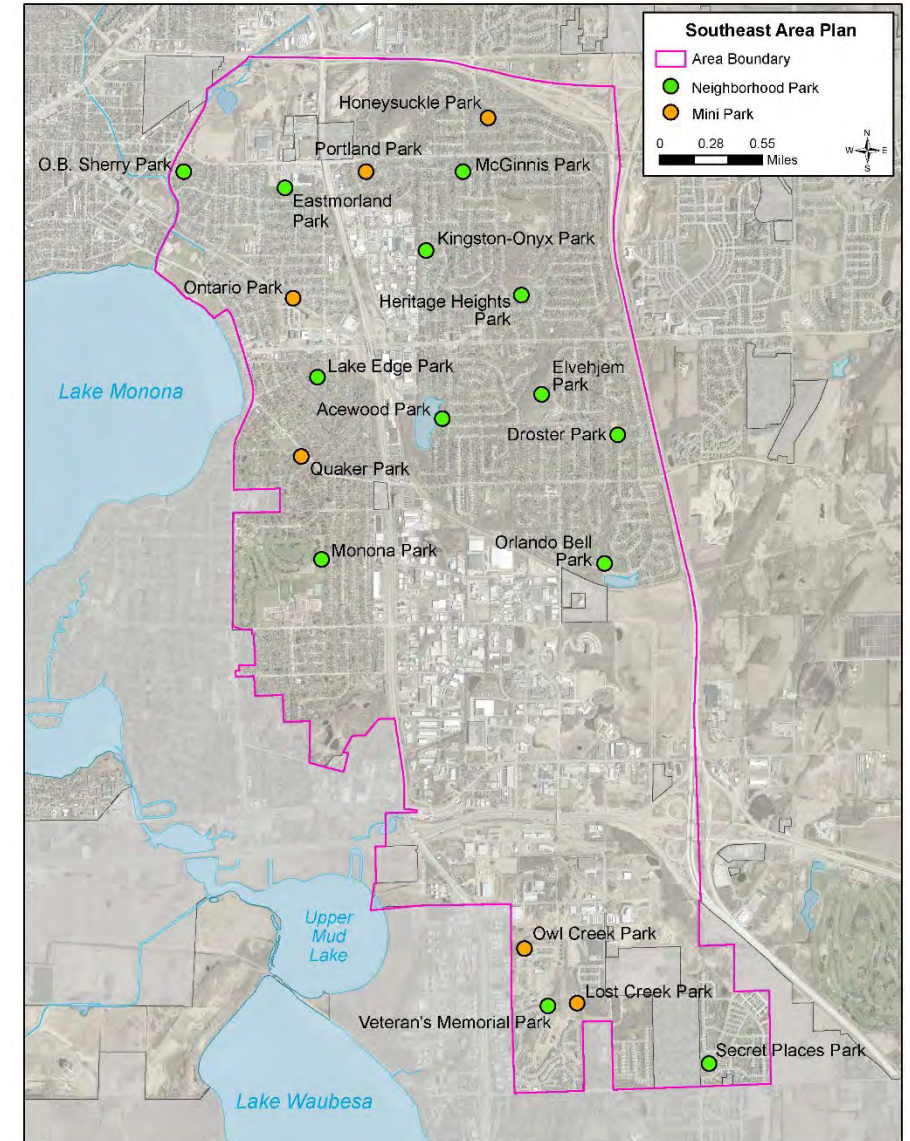 Southeast Area Plan
Area Boundary
Neighborhood Park
Mini Park
0 0.28 0.55
Miles
N
W E
S
Honeysuckle Park
Portland Park
O.B. Sherry Park
McGinnis Park
Eastmorland
Park
Kingston-Onyx Park
Ontario Park
Heritage Heights
Park
Lake Edge Park
Elvehjem
Park
Lake Monona
Acewood Park
Droster Park
Quaker Park
Monona Park
Orlando Bell
Park
Upper
Mud
Lake
Owl Creek Park
Lost Creek Park
Veteran's Memorial Park
Secret Places Park
Lake Waubesa